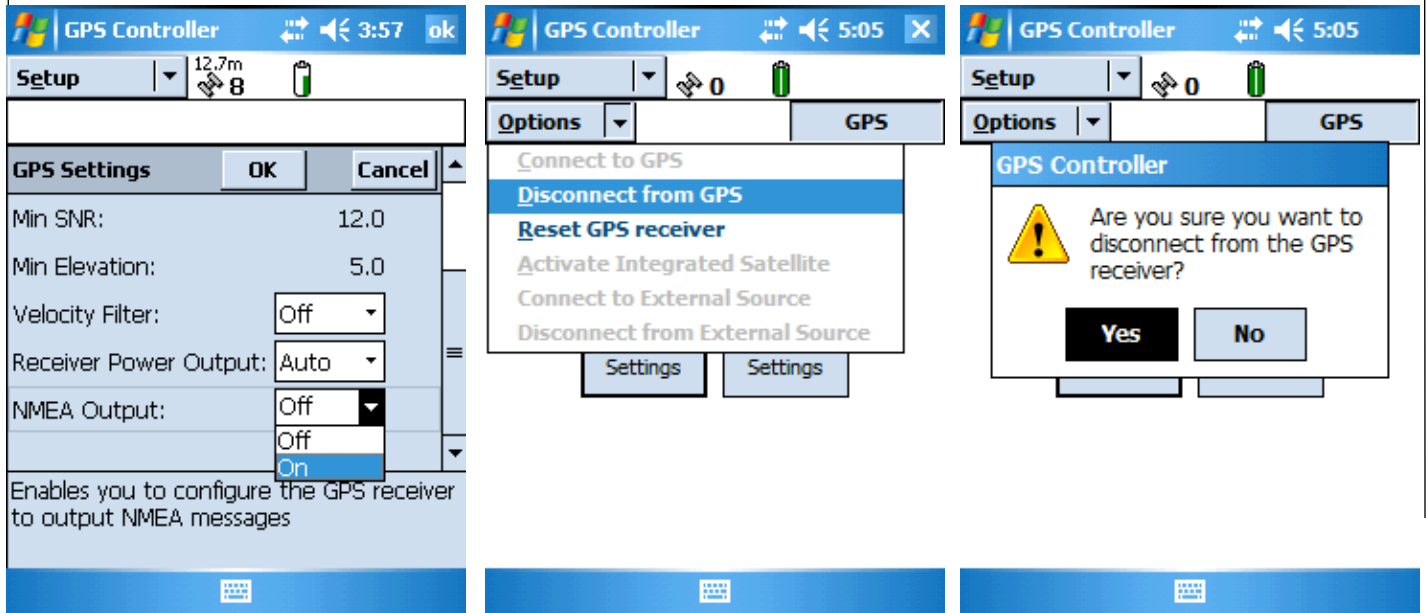 GPS Controller 3:57 ok
Setup 12.7m 8
GPS Settings OK Cancel
Min SNR: 12.0
Min Elevation: 5.0
Velocity Filter: Off
Receiver Power Output: Auto
NMEA Output: Off
Off
On
Enables you to configure the GPS receiver
to output NMEA messages
GPS Controller 5:05
Setup 0
Options GPS
Connect to GPS
Disconnect from GPS
Reset GPS receiver
Activate Integrated Satellite
Connect to External Source
Disconnect from External Source
Settings Settings
GPS Controller 5:05
Setup 0
Options GPS
GPS Controller
Are you sure you want to
disconnect from the GPS
receiver?
Yes No